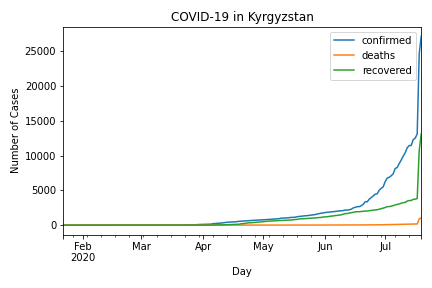 COVID-19 in Kyrgyzstan
confirmed
deaths
recovered
Number of Cases
25000
20000
15000
10000
5000
0
Feb
2020
Mar
Apr
May
Jun
Jul
Day